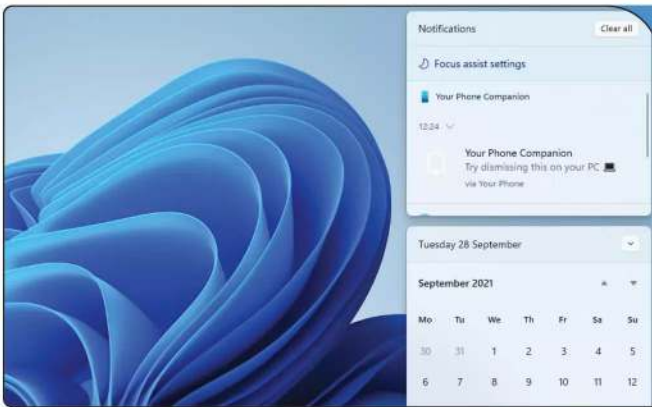 Notifications Clear all
Focus assist settings
Your Phone Companion
12:24
Your Phone Companion
Try dismissing this on your PC 💻
via Your Phone
Tuesday 28 September
September 2021
Mo Tu We Th Fr Sa Su
30 31 1 2 3 4 5
6 7 8 9 10 11 12